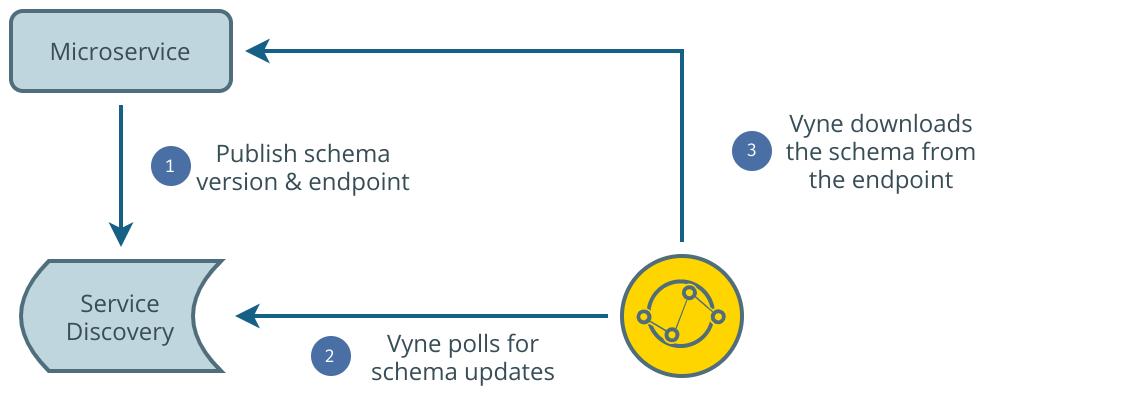 Microservice
1
Publish schema
version & endpoint
3
Vyne downloads
the schema from
the endpoint
Service
Discovery
2
Vyne polls for
schema updates